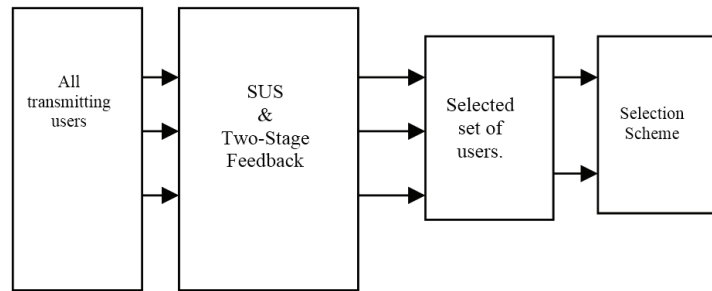 All
transmitting
users
SUS
&
Two-Stage
Feedback
Selected
set of
users.
Selection
Scheme